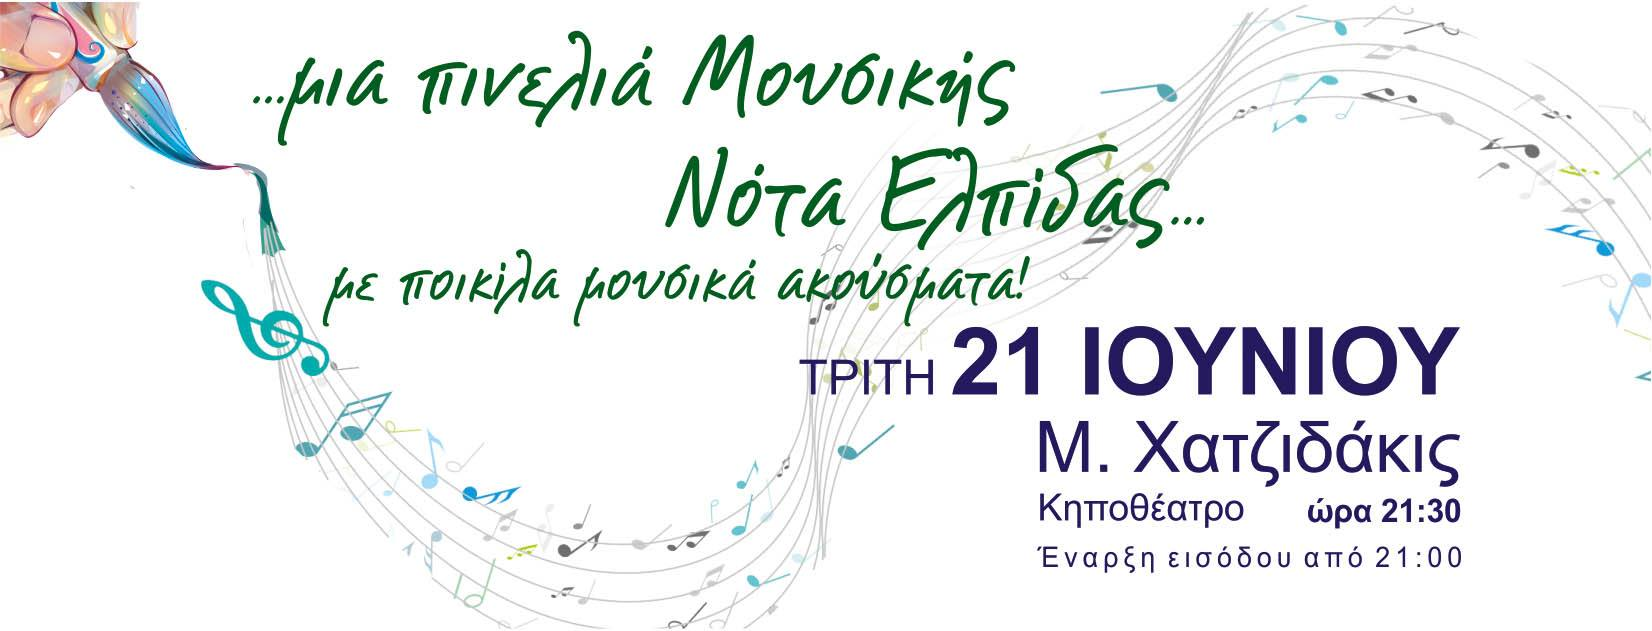 ...μια πινελιά Μουσικής
Νότα Ελπίδας...
με ποικίλα μουσικά ακούσματα!
ΤΡΙΤΗ 21 ΙΟΥΝΙΟΥ
Μ. Χατζιδάκις
Κηποθέατρο ώρα 21:30
Έναρξη εισόδου από 21:00